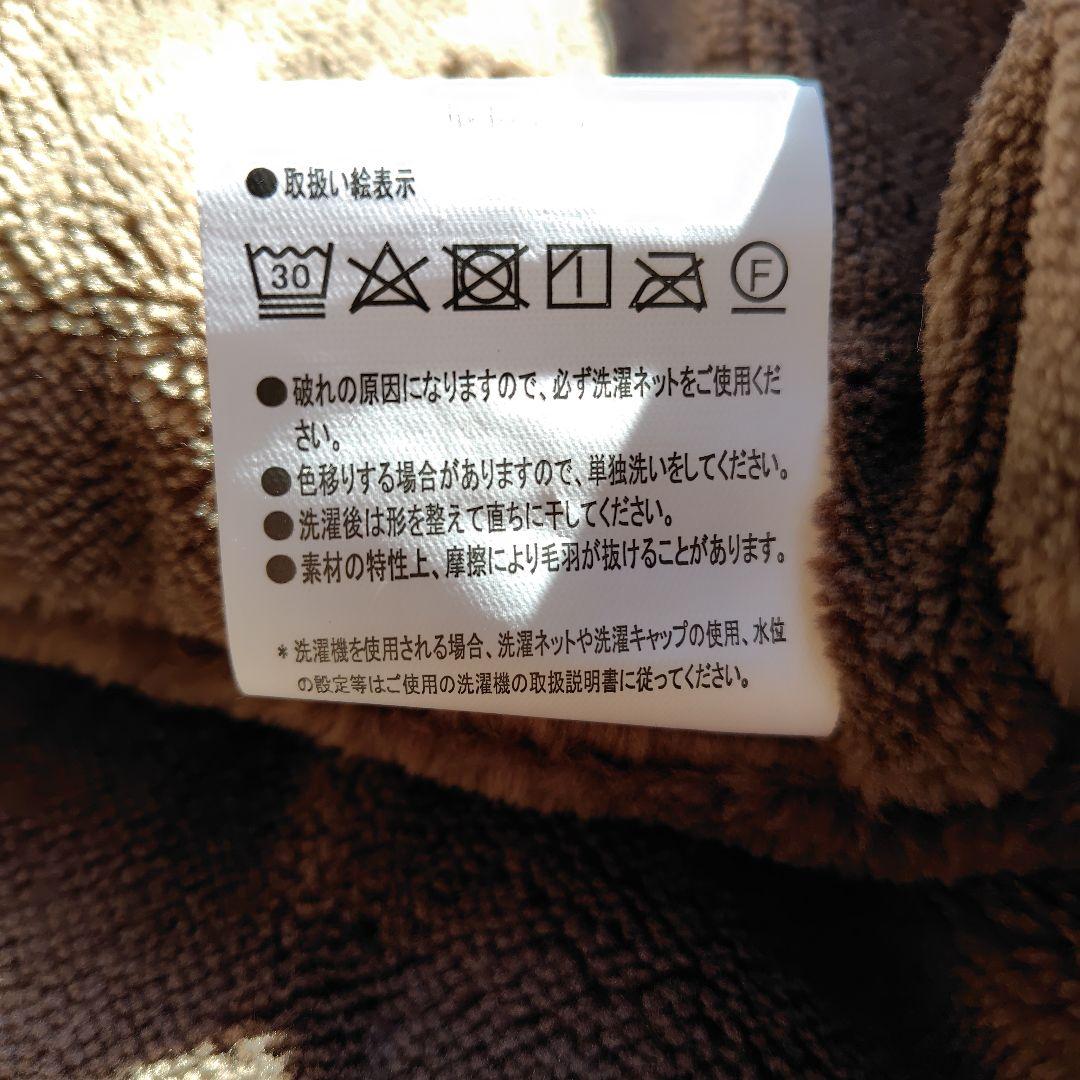 ●取扱い絵表示
30 F
●破れの原因になりますので、必ず洗濯ネットをご使用くだ
さい。
●色移りする場合がありますので、単独洗いをしてください。
●洗濯後は形を整えて直ちに干してください。
●素材の特性上、摩擦により毛羽が抜けることがあります。
*洗濯機を使用される場合、洗濯ネットや洗濯キャップの使用、水位
の設定等はご使用の洗濯機の取扱説明書に従ってください。